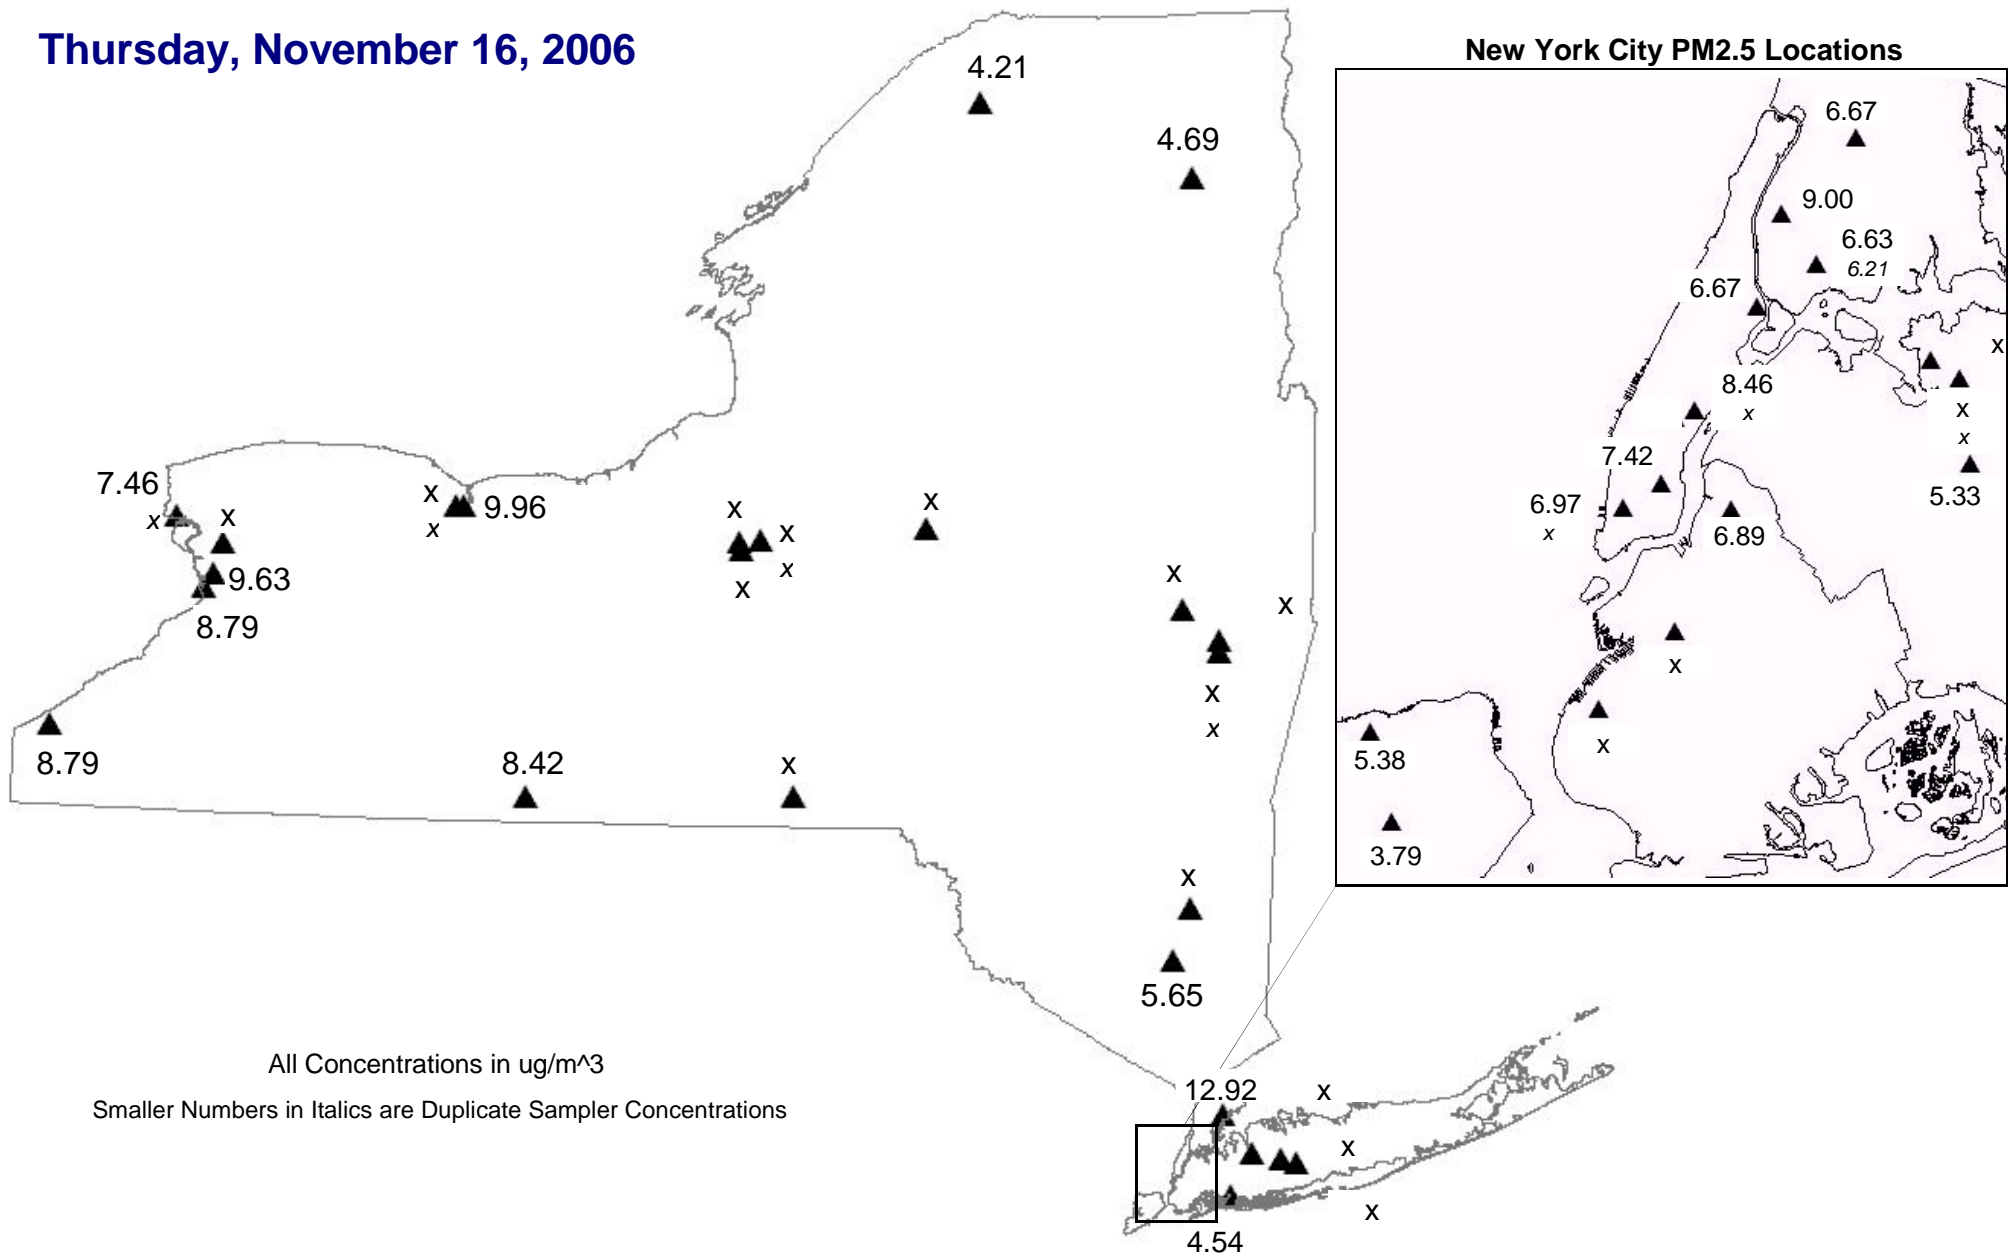 Thursday, November 16, 2006
New York City PM2.5 Locations
4.21
4.69
7.46
x
x
x
x
9.96
9.63
8.79
x
x
x
x
x
x
x
x
x
8.79
8.42
x
x
5.65
12.92
x
x
x
4.54
6.67
9.00
6.63
6.21
6.67
x
8.46
x
x
x
7.42
5.33
6.97
x
6.89
x
x
5.38
3.79
All Concentrations in ug/m^3
Smaller Numbers in Italics are Duplicate Sampler Concentrations